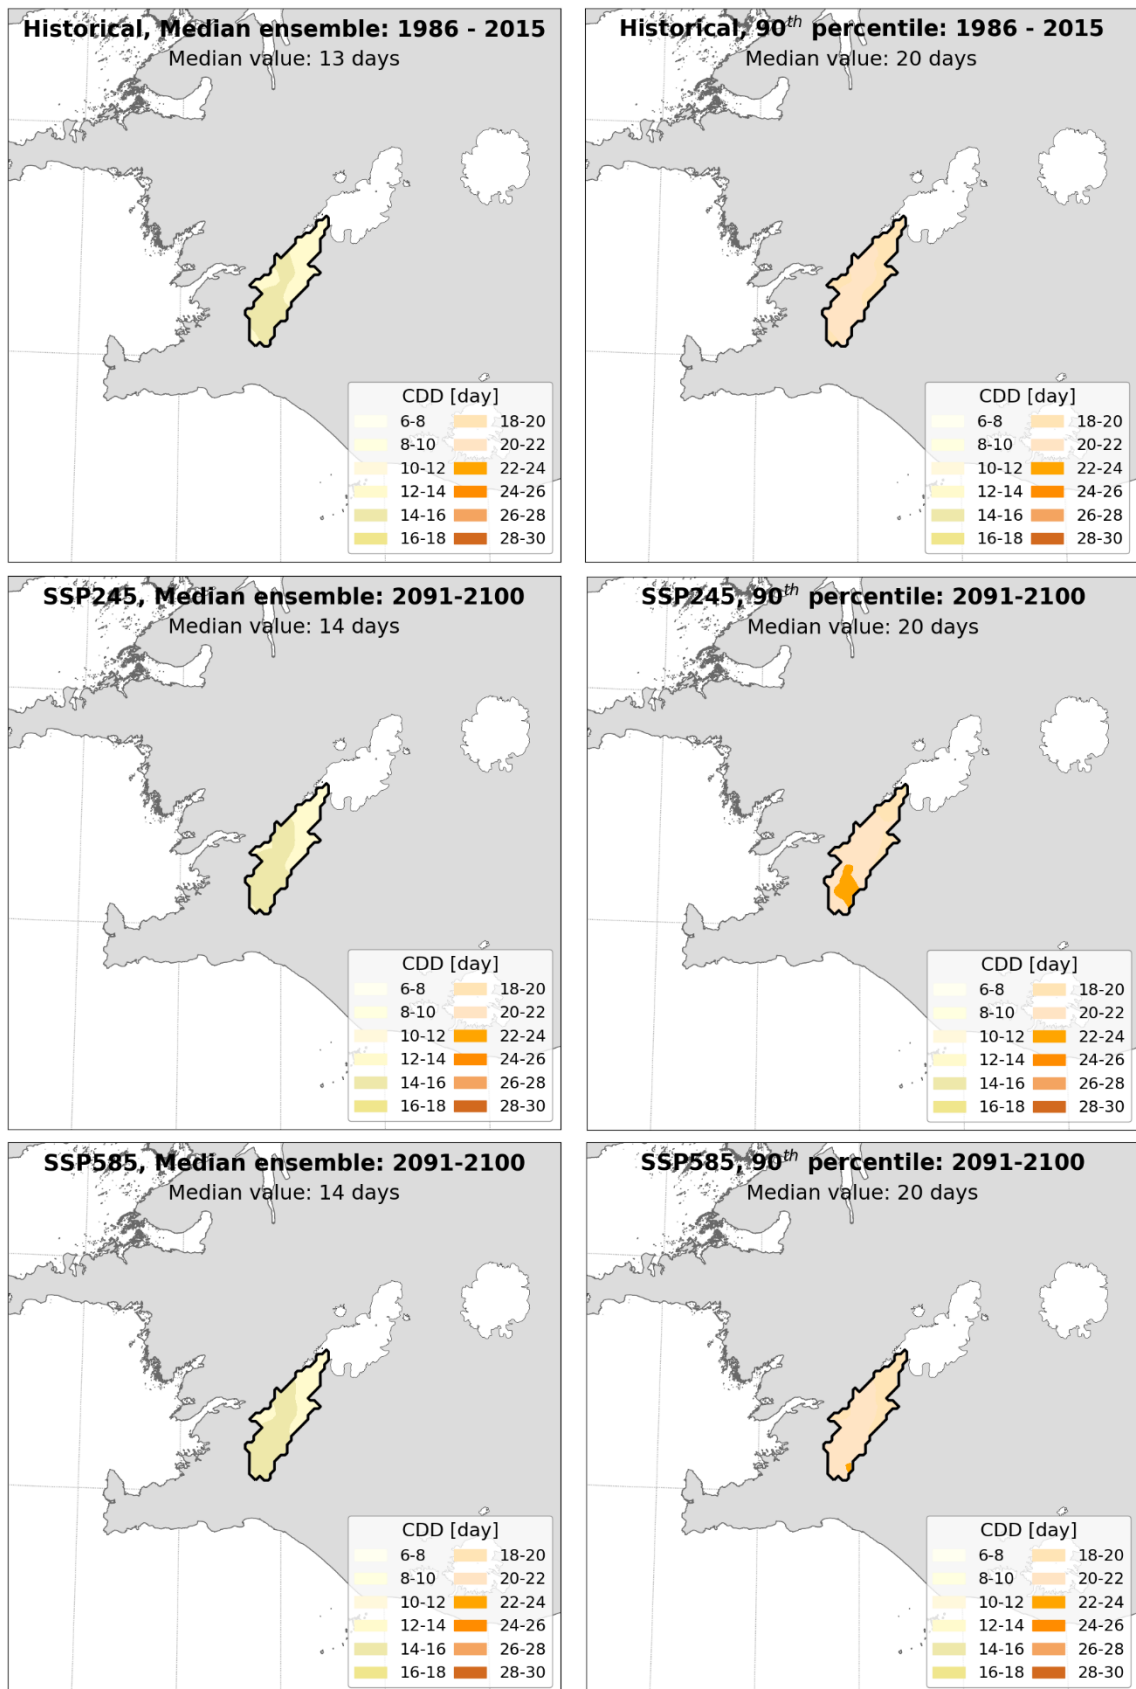 Historical, Median ensemble: 1986 - 2015
Median value: 13 days
CDD [day]
6-8 18-20
8-10 20-22
10-12 22-24
12-14 24-26
14-16 26-28
16-18 28-30
Historical, 90th percentile: 1986 - 2015
Median value: 20 days
CDD [day]
6-8 18-20
8-10 20-22
10-12 22-24
12-14 24-26
14-16 26-28
16-18 28-30
SSP245, Median ensemble: 2091-2100
Median value: 14 days
CDD [day]
6-8 18-20
8-10 20-22
10-12 22-24
12-14 24-26
14-16 26-28
16-18 28-30
SSP245, 90th percentile: 2091-2100
Median value: 20 days
CDD [day]
6-8 18-20
8-10 20-22
10-12 22-24
12-14 24-26
14-16 26-28
16-18 28-30
SSP585, Median ensemble: 2091-2100
Median value: 14 days
CDD [day]
6-8 18-20
8-10 20-22
10-12 22-24
12-14 24-26
14-16 26-28
16-18 28-30
SSP585, 90th percentile: 2091-2100
Median value: 20 days
CDD [day]
6-8 18-20
8-10 20-22
10-12 22-24
12-14 24-26
14-16 26-28
16-18 28-30